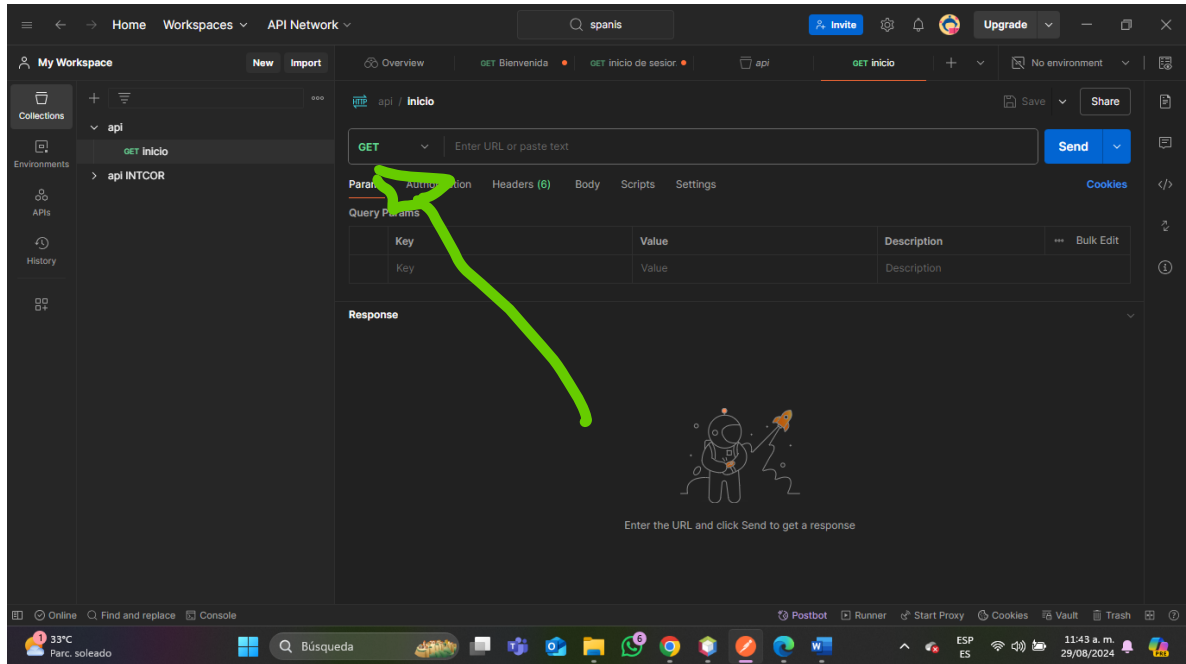 Home Workspaces API Network spanis Invite Upgrade
My Workspace New Import Overview GET Bienvenida GET inicio de sesior api GET inicio No environment
Collections
Environments
APIs
History
api
GET inicio
api INTCOR
HTTP api / inicio Save Share
GET Enter URL or paste text Send
Headers (6) Body Scripts Settings Cookies
Query Params
Key Value Description Bulk Edit
Key Value Description
Response
Enter the URL and click Send to get a response
Online Find and replace Console Postbot Runner Start Proxy Cookies Vault Trash
1 33°C
Parc. soleado
Búsqueda
6
ESP
ES
11:43 a. m.
29/08/2024
PRE